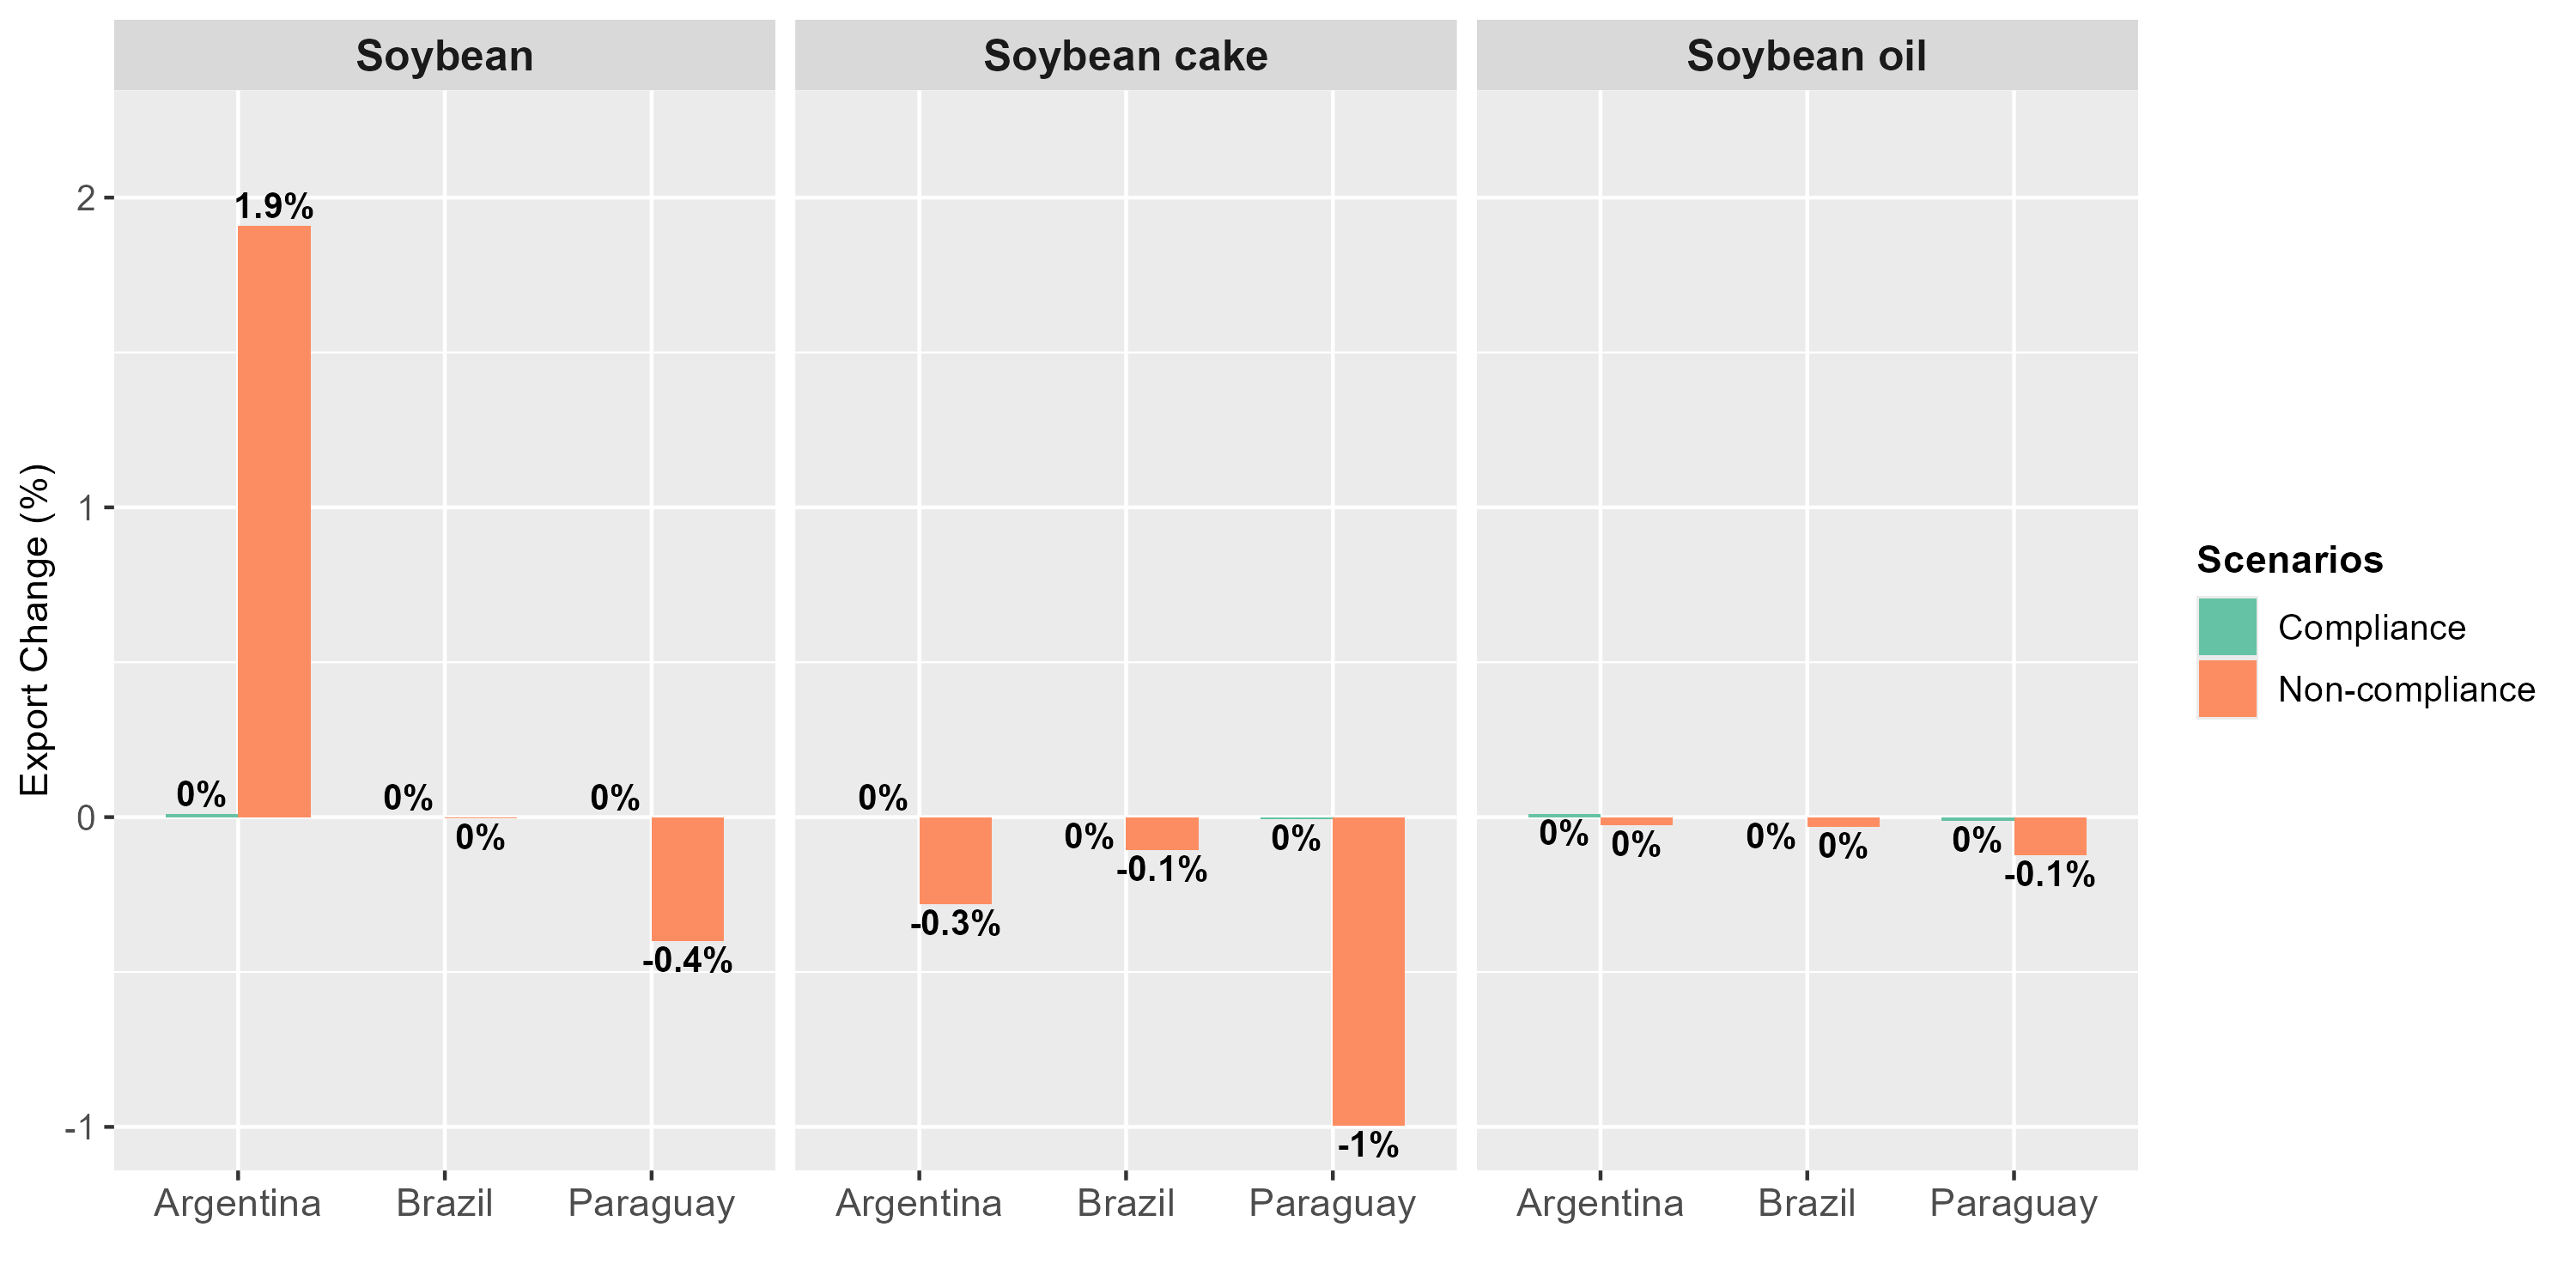 Soybean
Soybean cake
Soybean oil
Export Change (%)
2
1
0
-1
1.9%
0%
0%
0%
0%
-0.4%
0%
-0.3%
0%
-0.1%
0%
-1%
0%
0%
0%
0%
0%
-0.1%
Argentina
Brazil
Paraguay
Argentina
Brazil
Paraguay
Argentina
Brazil
Paraguay
Scenarios
Compliance
Non-compliance